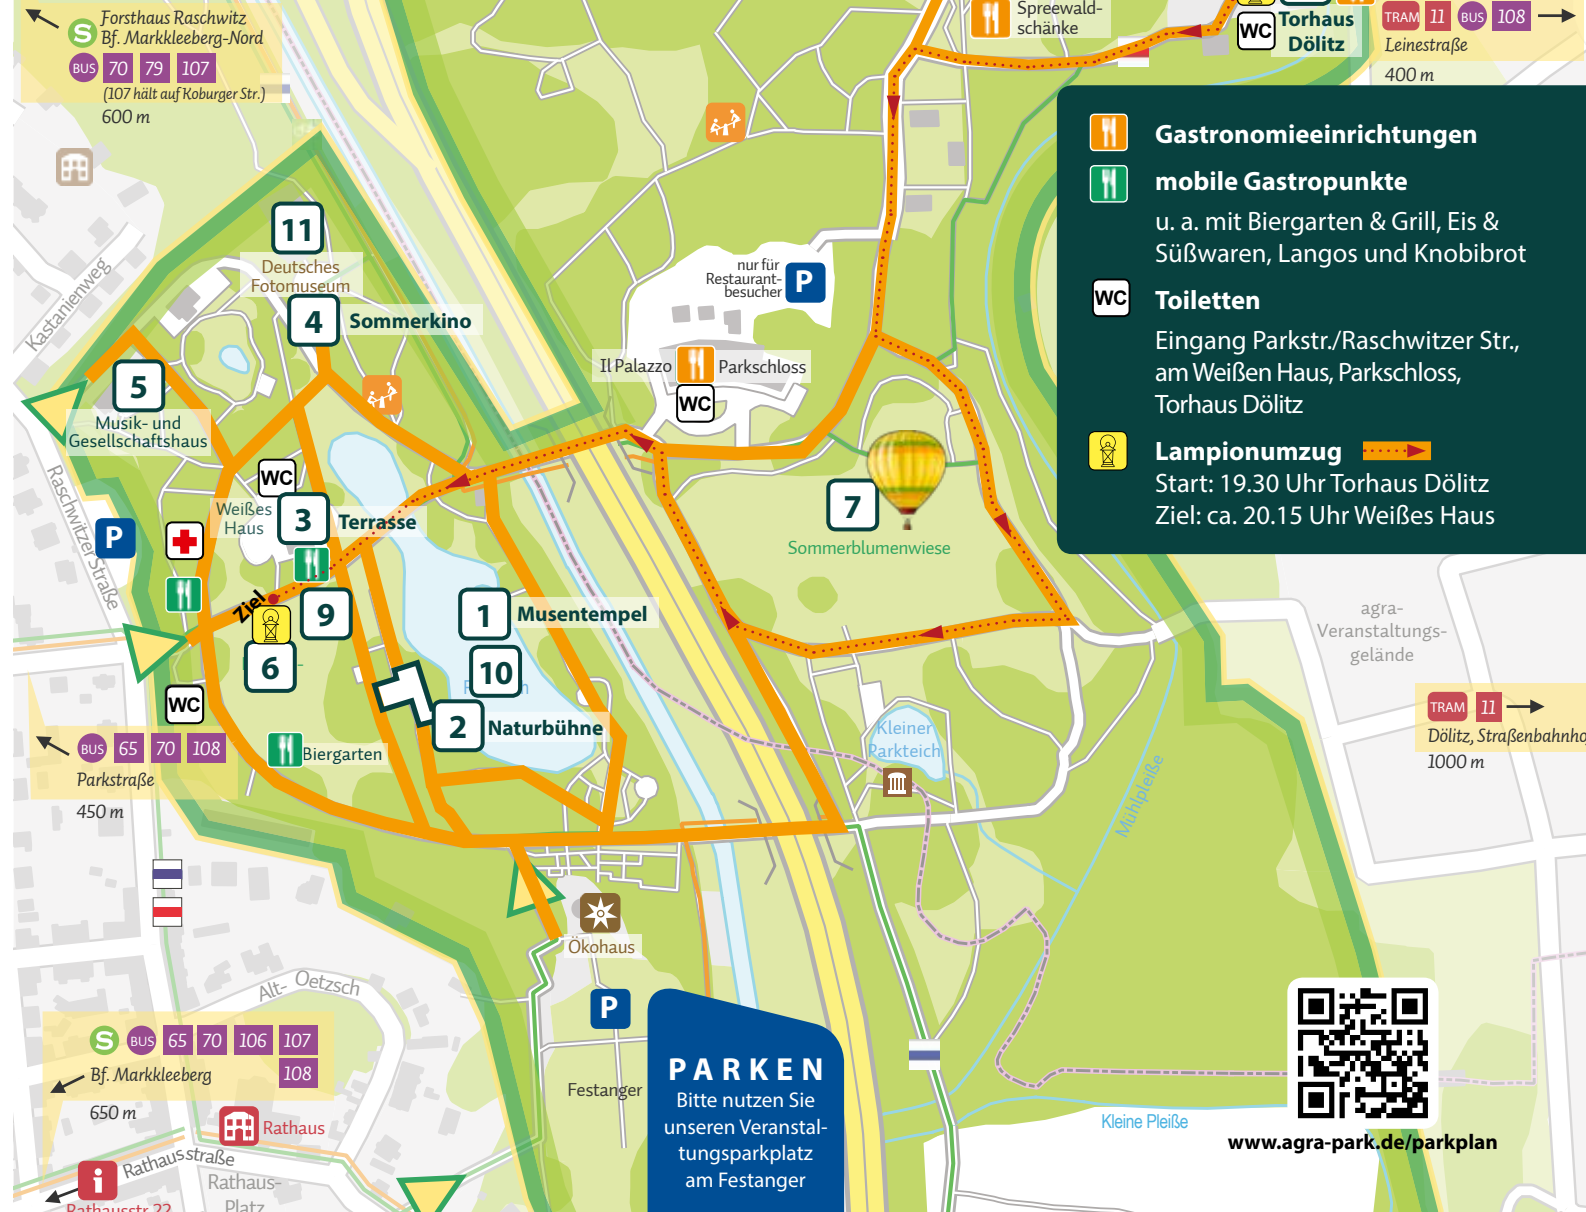 Forsthaus Raschwitz
S
Bf. Markkleeberg-Nord
BUS 70 79 107
(107 hält auf Koburger Str.)
600 m
Spreewald-
schänke
WC
Torhaus
Dölitz
TRAM 11 BUS 108
Leinestraße
400 m
Gastronomieeinrichtungen
mobile Gastropunkte
u. a. mit Biergarten & Grill, Eis &
Süßwaren, Langos und Knobibrot
WC Toiletten
Eingang Parkstr./Raschwitzer Str.,
am Weißen Haus, Parkschloss,
Torhaus Dölitz
Lampionumzug
Start: 19.30 Uhr Torhaus Dölitz
Ziel: ca. 20.15 Uhr Weißes Haus
Kastanienweg
11
Deutsches
Fotomuseum
4 Sommerkino
5
Musik- und
Gesellschaftshaus
nur für
Restaurant-
besucher
P
Il Palazzo
Parkschloss
WC
Raschwitzer Straße
P
WC
Weißes
Haus
3 Terrasse
7
Sommerblumenwiese
Ziel
9
6
1 Musentempel
10
2 Naturbühne
WC
Biergarten
agra-
Veranstaltungs-
gelände
Kleiner
Parkteich
Mühlpleiße
TRAM 11
Dölitz, Straßenbahnho
1000 m
BUS 65 70 108
Parkstraße
450 m
Ökohaus
P
Festanger
Alt- Oetzsch
S BUS 65 70 106 107
108
Bf. Markkleeberg
650 m
Rathaus
i
Rathausstraße
Rathaus-
Platz
Rathausstr. 22
PARKEN
Bitte nutzen Sie
unseren Veranstal-
tungsparkplatz
am Festanger
Kleine Pleiße
www.agra-park.de/parkplan